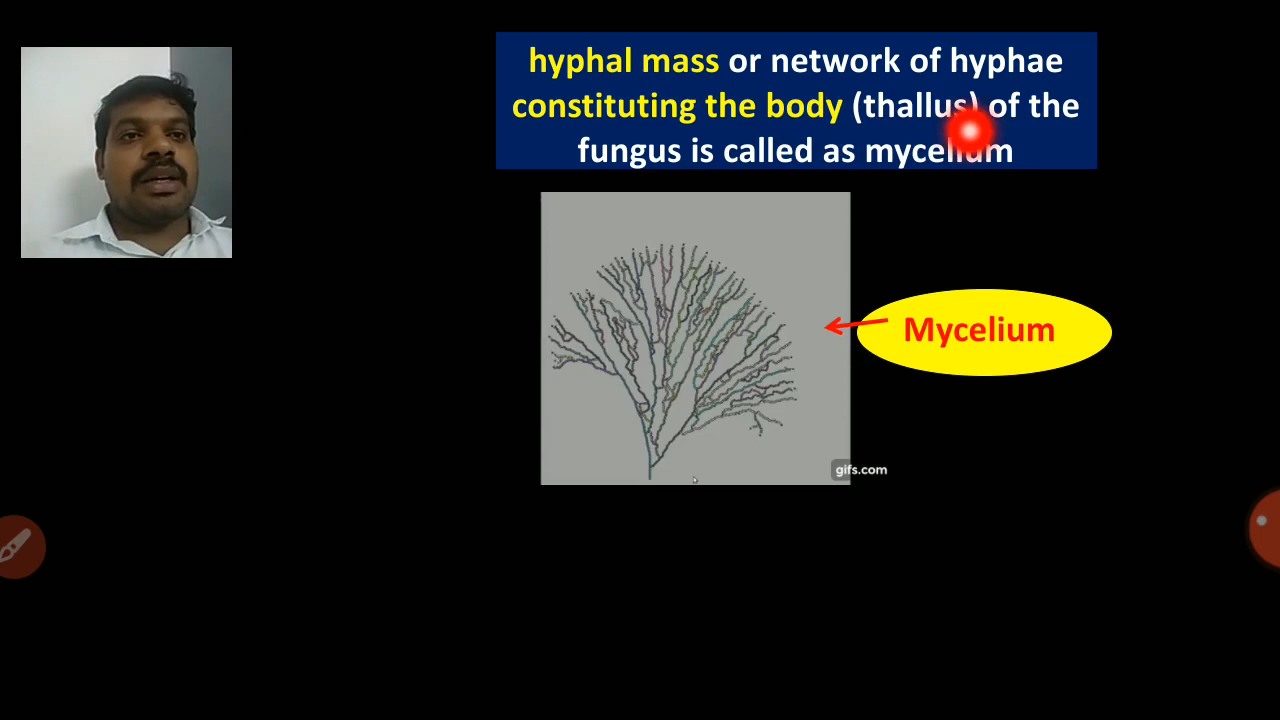 hyphal mass or network of hyphae
constituting the body (thallus) of the
fungus is called as mycelium
Mycelium
gifs.com